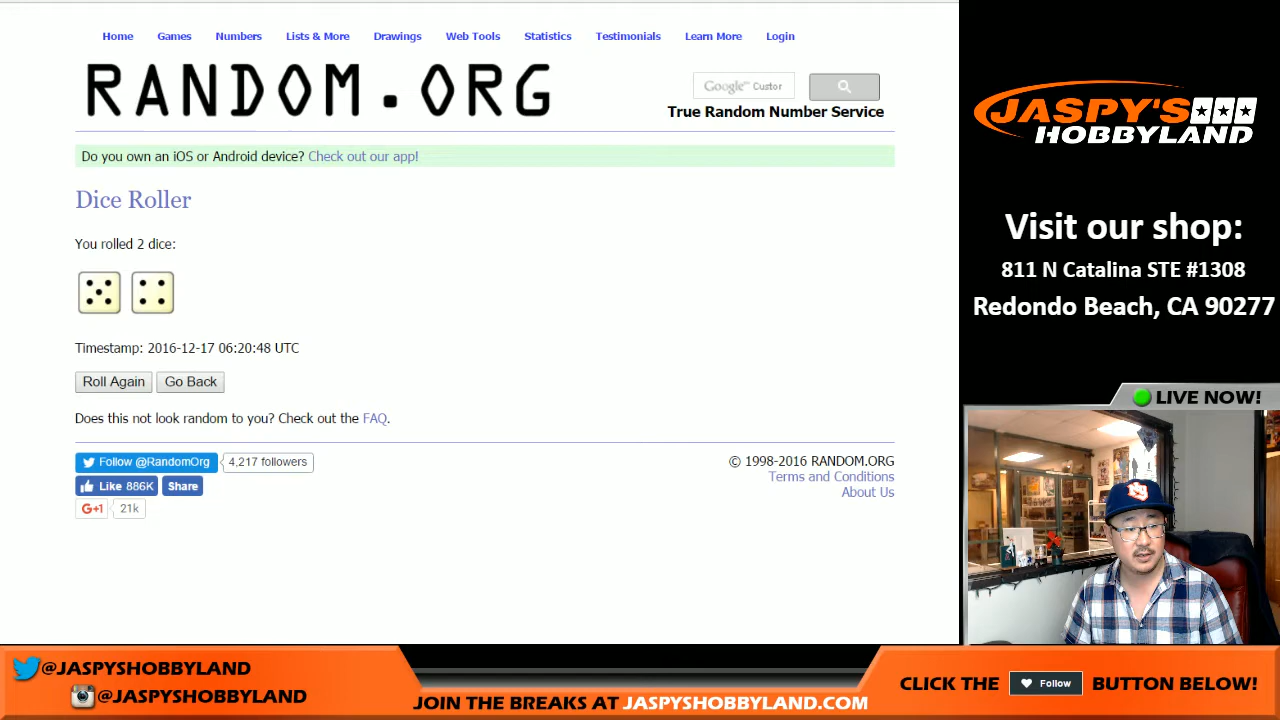 Home Games Numbers Lists & More Drawings Web Tools Statistics Testimonials Learn More Login
RANDOM.ORG
Google™ Custor
True Random Number Service
Do you own an iOS or Android device? Check out our app!
Dice Roller
You rolled 2 dice:
Timestamp: 2016-12-17 06:20:48 UTC
Roll Again Go Back
Does this not look random to you? Check out the FAQ.
Follow @RandomOrg 4,217 followers
Like 886K Share
G+1 21k
© 1998-2016 RANDOM.ORG
Terms and Conditions
About Us
JASPY'S
HOBBYLAND
Visit our shop:
811 N Catalina STE #1308
Redondo Beach, CA 90277
LIVE NOW!
@JASPYSHOBBYLAND
@JASPYSHOBBYLAND
JOIN THE BREAKS AT JASPYSHOBBYLAND.COM
CLICK THE Follow BUTTON BELOW!